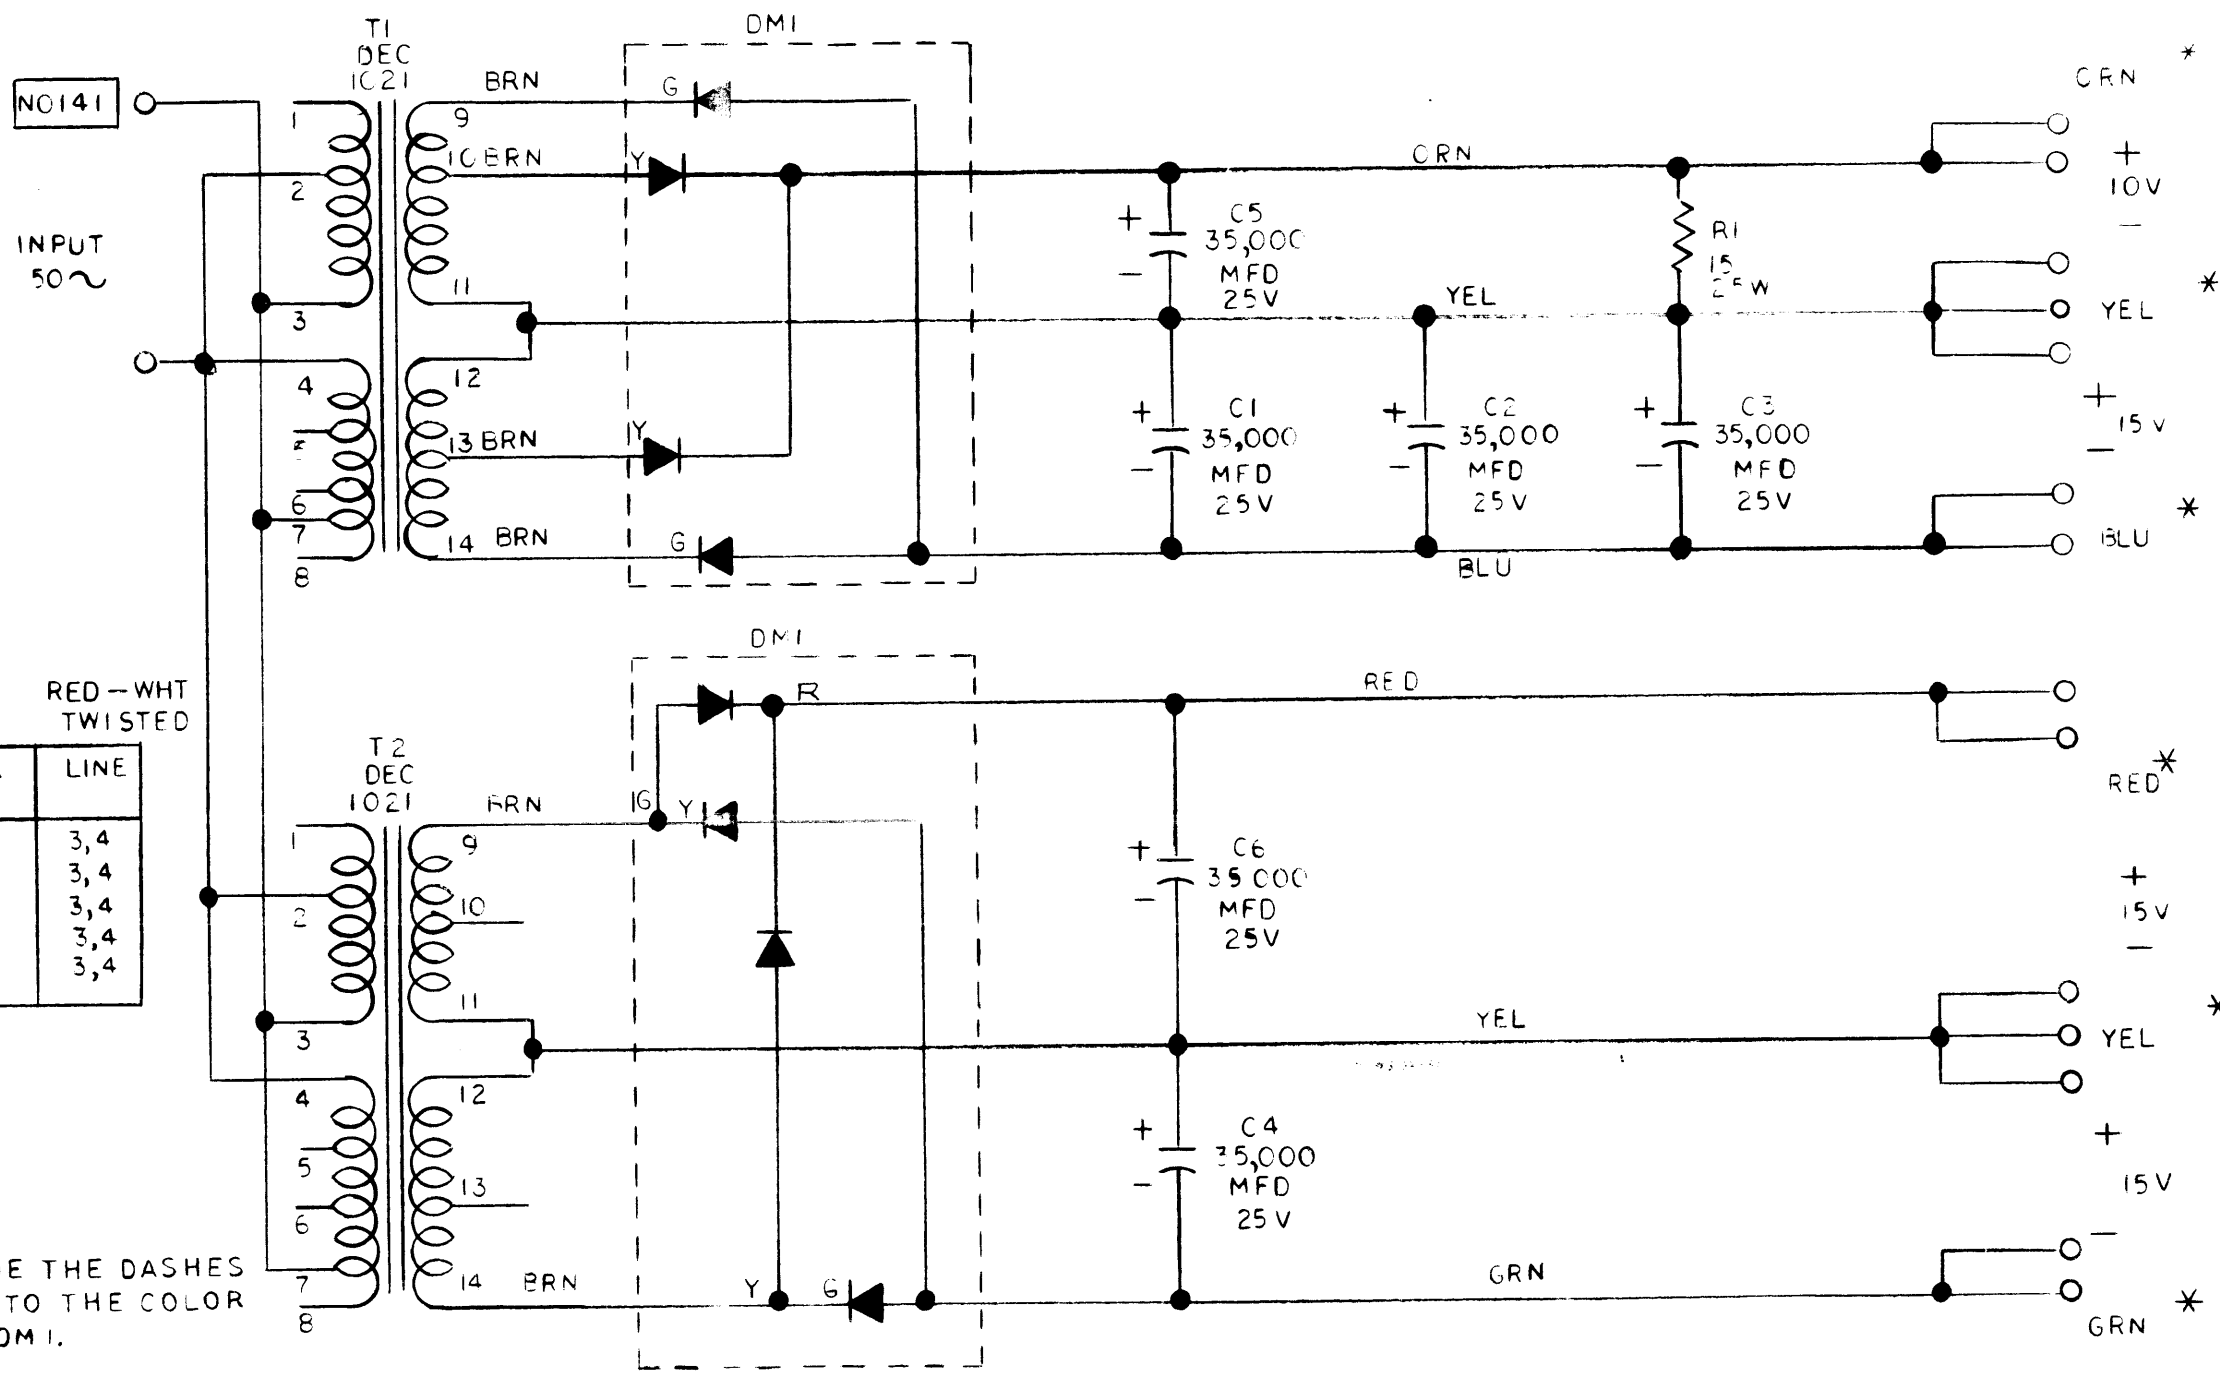 T1
DEC
1021
DM1
NO141
INPUT
50~
1
2
3
4
6
7
8
9
10
11
12
13
14
BRN
BRN
BRN
BRN
G
Y
Y
G
ORN
C5
35,000
MFD
25V
+
−
R1
15
25W
YEL
C1
35,000
MFD
25V
+
−
C2
35,000
MFD
25V
+
−
C3
35,000
MFD
25V
+
−
BLU
ORN *
+
10V
−
YEL *
+
15V
−
BLU *
RED – WHT
TWISTED
LINE
3,4
3,4
3,4
3,4
3,4
E THE DASHES
TO THE COLOR
DM1.
T2
DEC
1021
DM1
1
2
3
4
5
6
7
8
9
10
11
12
13
14
BRN
BRN
R
G
Y
Y
G
RED
C6
35,000
MFD
25V
+
−
YEL
C4
35,000
MFD
25V
+
−
GRN
RED *
+
15V
−
YEL *
+
15V
−
GRN *